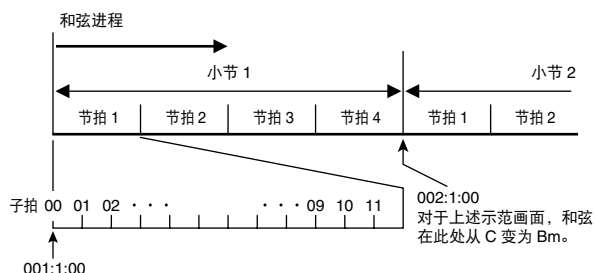 和弦进程
小节 1
小节 2
节拍 1
节拍 2
节拍 3
节拍 4
节拍 1
节拍 2
子拍 00 01 02 · · · · · · 09 10 11
002:1:00
对于上述示范画面，和弦
在此处从 C 变为 Bm。
001:1:00